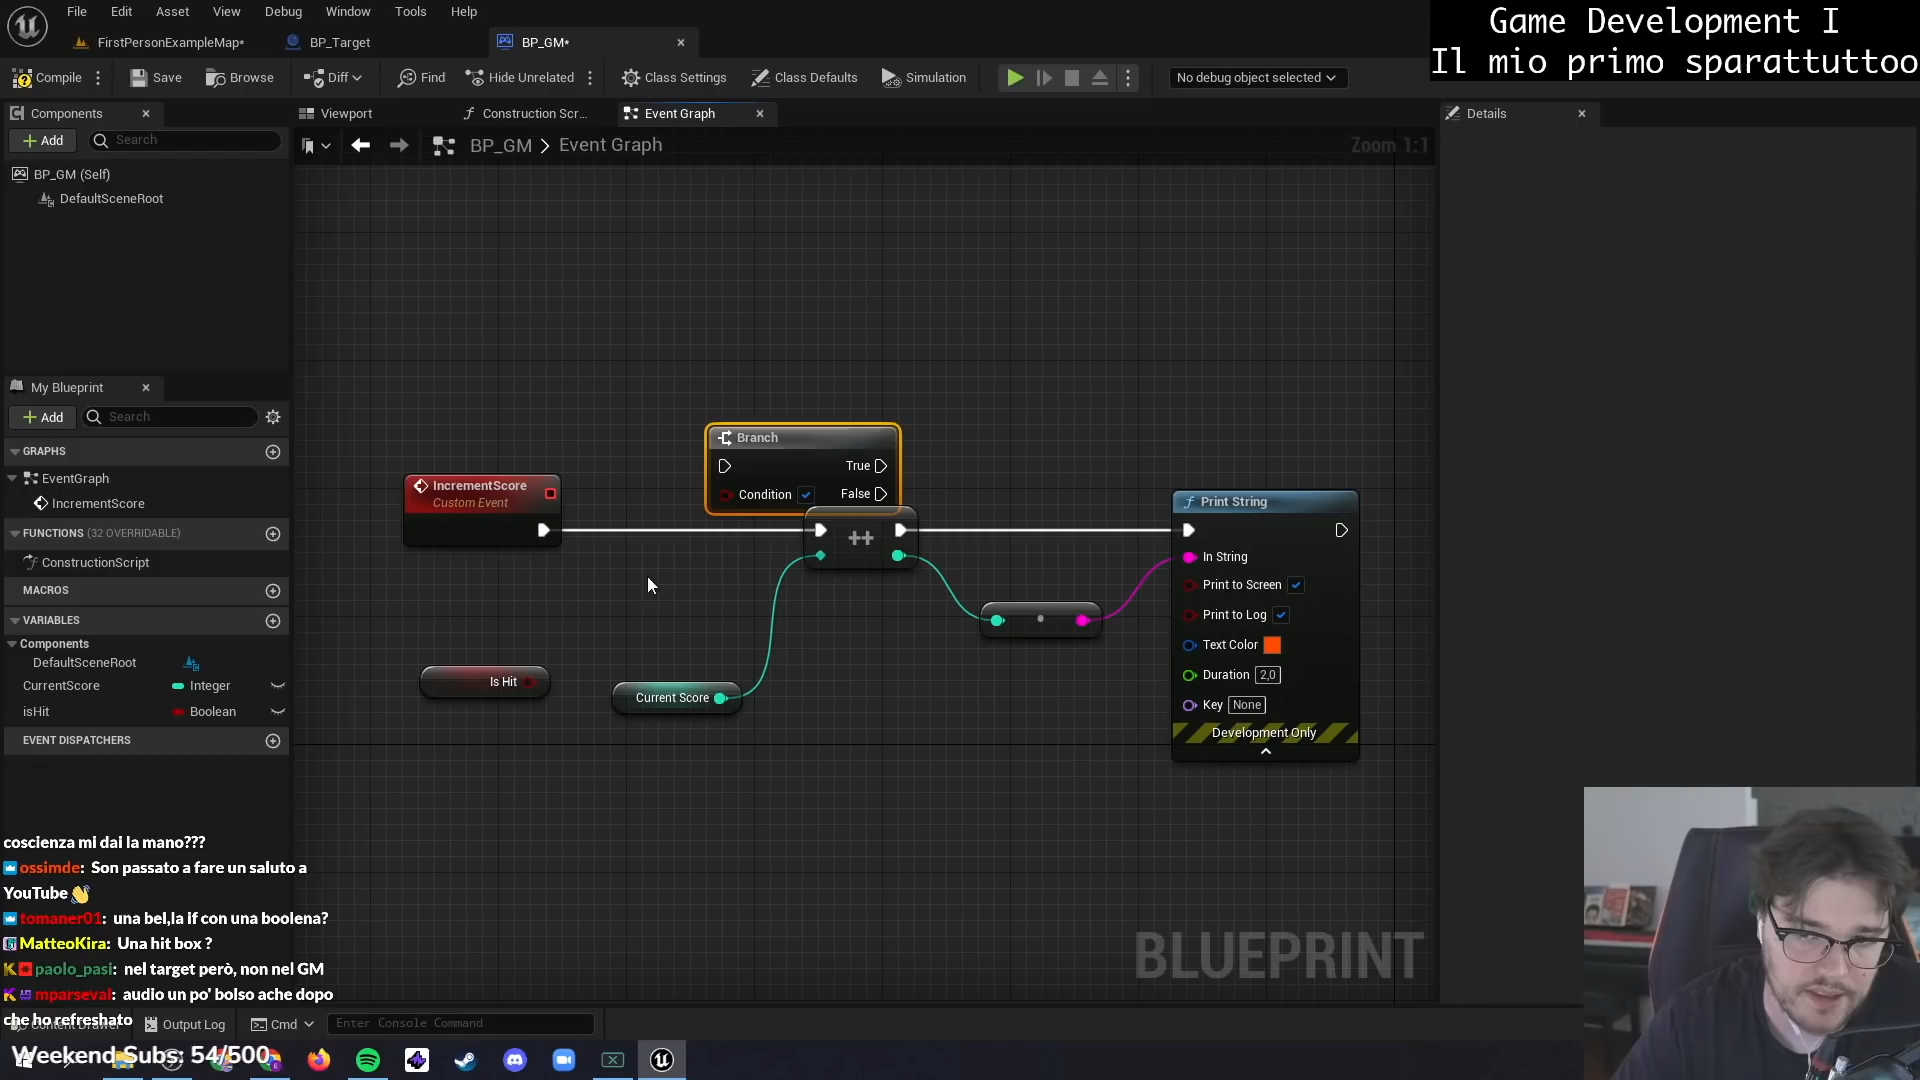 File Edit Asset View Debug Window Tools Help
Game Development I
Il mio primo sparattuttoo
FirstPersonExampleMap* BP_Target BP_GM*
Compile Save Browse Diff Find Hide Unrelated Class Settings Class Defaults Simulation No debug object selected
Components Viewport Construction Scr... Event Graph Details
Add Search
BP_GM > Event Graph Zoom 1:1
BP_GM (Self)
DefaultSceneRoot
My Blueprint
Add Search
GRAPHS
EventGraph
IncrementScore
FUNCTIONS (32 OVERRIDABLE)
ConstructionScript
MACROS
VARIABLES
Components
DefaultSceneRoot
CurrentScore Integer
isHit Boolean
EVENT DISPATCHERS
Branch
True
Condition False
IncrementScore
Custom Event
++
Is Hit
Current Score
Print String
In String
Print to Screen
Print to Log
Text Color
Duration 2,0
Key None
Development Only
BLUEPRINT
coscienza mi dai la mano???
ossimde: Son passato a fare un saluto a
YouTube
tomaner01: una bel,la if con una boolena?
MatteoKira: Una hit box ?
paolo_pasi: nel target però, non nel GM
mparseval: audio un po' bolso ache dopo
che ho refreshato
Content Drawer Output Log Cmd Enter Console Command
Weekend Subs: 54/500